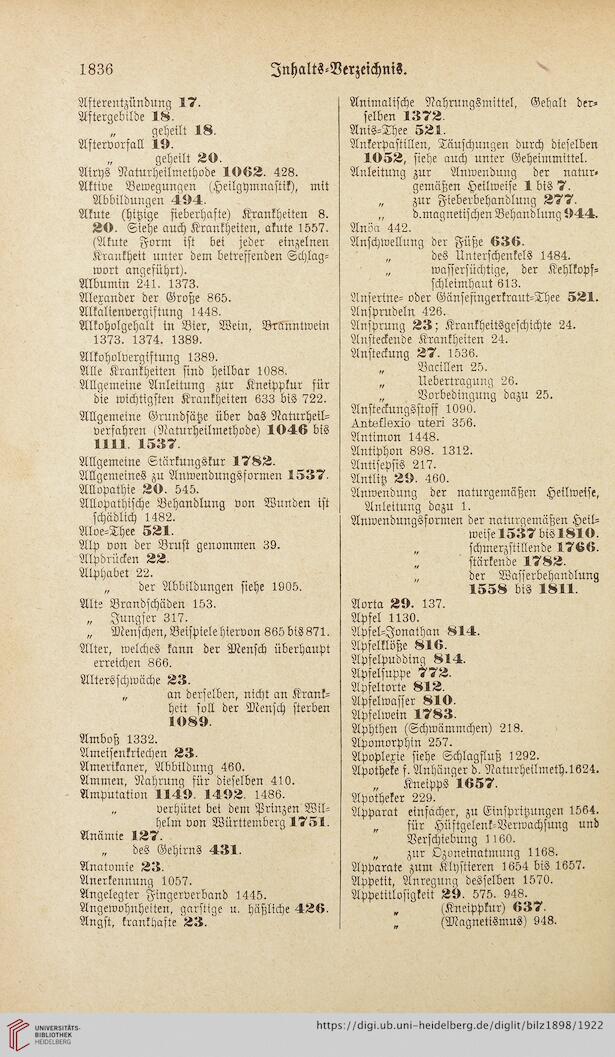 1836
Inhalts-Verzeichnis.
Afterentzündung 17.
Aftergebilde 18.
„ geheilt 18.
Aftervorfall 19.
„ geheilt 20.
Airys Naturheilmethode 1062. 428.
Aktive Bewegungen (Heilgymnastik), mit
Abbildungen 494.
Akute (hitzige fieberhafte) Krankheiten 8.
20. Siehe auch Krankheiten, akute 1557.
(Akute Form ist bei jeder einzelnen
Krankheit unter dem betreffenden Schlag-
wort angeführt).
Albumin 241. 1373.
Alexander der Große 865.
Alkalienvergiftung 1448.
Alkoholgehalt in Bier, Wein, Branntwein
1373. 1374. 1389.
Alkoholvergiftung 1389.
Alle Krankheiten sind heilbar 1088.
Allgemeine Anleitung zur Kneippkur für
die wichtigsten Krankheiten 633 bis 722.
Allgemeine Grundsätze über das Naturheil-
verfahren (Naturheilmethode) 1046 bis
1111. 1537.
Allgemeine Stärkungskur 1782.
Allgemeines zu Anwendungsformen 1537.
Allopathie 20. 545.
Allopathische Behandlung von Wunden ist
schädlich 1482.
Aloe-Thee 521.
Alp von der Brust genommen 39.
Alpdrücken 22.
Alphabet 22.
„ der Abbildungen siehe 1905.
Alte Brandschäden 153.
„ Jungfer 317.
„ Menschen, Beispiele hiervon 865 bis 871.
Alter, welches kann der Mensch überhaupt
erreichen 866.
Altersschwäche 23.
„ an derselben, nicht an Krank-
heit soll der Mensch sterben
1089.
Amboß 1332.
Ameisenkriechen 23.
Amerikaner, Abbildung 460.
Ammen, Nahrung für dieselben 410.
Amputation 1149. 1492. 1486.
„ verhütet bei dem Prinzen Wil-
helm von Württemberg 1751.
Anämie 127.
„ des Gehirns 431.
Anatomie 23.
Anerkennung 1057.
Angelegter Fingerverband 1445.
Angewohnheiten, garstige u. häßliche 426.
Angst, krankhafte 23.
Animalische Nahrungsmittel, Gehalt der-
selben 1372.
Anis-Thee 521.
Ankerpastillen, Täuschungen durch dieselben
1052, siehe auch unter Geheimmittel.
Anleitung zur Anwendung der natur-
gemäßen Heilweise 1 bis 7.
„ zur Fieberbehandlung 277.
„ d. magnetischen Behandlung 944.
Anöa 442.
Anschwellung der Füße 636.
„ des Unterschenkels 1484.
„ wassersüchtige, der Kehlkopf-
schleimhaut 613.
Anserine- oder Gänsefingerkraut-Thee 521.
Ansprudeln 426.
Ansprung 23; Krankheitsgeschichte 24.
Ansteckende Krankheiten 24.
Ansteckung 27. 1536.
„ Bacillen 25.
„ Uebertragung 26.
„ Vorbedingung dazu 25.
Ansteckungsstoff 1090.
Anteflexio uteri 356.
Antimon 1448.
Antiphon 898. 1312.
Antisepsis 217.
Antlitz 29. 460.
Anwendung der naturgemäßen Heilweise,
Anleitung dazu 1.
Anwendungsformen der naturgemäßen Heil-
weise 1537 bis 1810.
„ schmerzstillende 1766.
„ stärkende 1782.
„ der Wasserbehandlung
1558 bis 1811.
Aorta 29. 137.
Apfel 1130.
Apfel-Jonathan 814.
Apfelklöße 816.
Apfelpudding 814.
Apfelsuppe 772.
Apfeltorte 812.
Apfelwasser 810.
Apfelwein 1783.
Aphthen (Schwämmchen) 218.
Apomorphin 257.
Apoplexie siehe Schlagfluß 1292.
Apotheke f. Anhänger d. Naturheilmeth. 1624.
„ Kneipps 1657.
Apotheker 229.
Apparat einfacher, zu Einspritzungen 1564.
„ für Hüftgelenk-Verwachsung und
Verschiebung 1160.
„ zur Ozoneinatmung 1168.
Apparate zum Klystieren 1654 bis 1657.
Appetit, Anregung desselben 1570.
Appetitlosigkeit 29. 575. 948.
„ (Kneippkur) 637.
„ (Magnetismus) 948.
UNIVERSITÄTS-
BIBLIOTHEK
HEIDELBERG
https://digi.ub.uni-heidelberg.de/diglit/bilz1898/1922